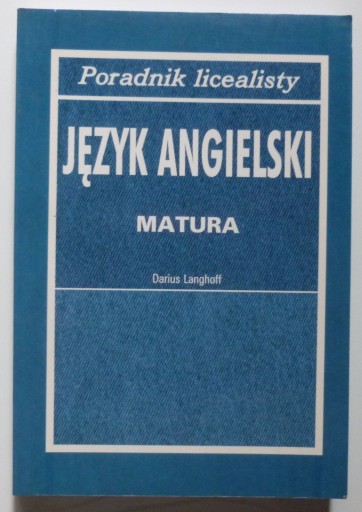 Poradnik licealisty
JĘZYK ANGIELSKI
MATURA
Darius Langhoff